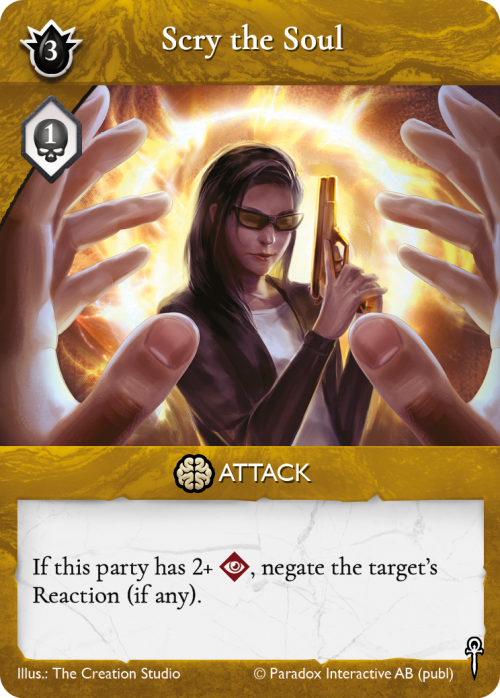 3
Scry the Soul
1
ATTACK
If this party has 2+ , negate the target's
Reaction (if any).
Illus.: The Creation Studio
© Paradox Interactive AB (publ)